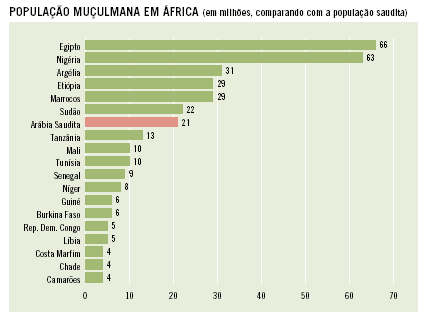 POPULAÇÃO MUÇULMANA EM ÁFRICA (em milhões, comparando com a população saudita)
Egipto 66
Nigéria 63
Argélia 31
Etiópia 29
Marrocos 29
Sudão 22
Arábia Saudita 21
Tanzânia 13
Mali 10
Tunísia 10
Senegal 9
Níger 8
Guiné 6
Burkina Faso 6
Rep. Dem. Congo 5
Líbia 5
Costa Marfim 4
Chade 4
Camarões 4
0 10 20 30 40 50 60 70